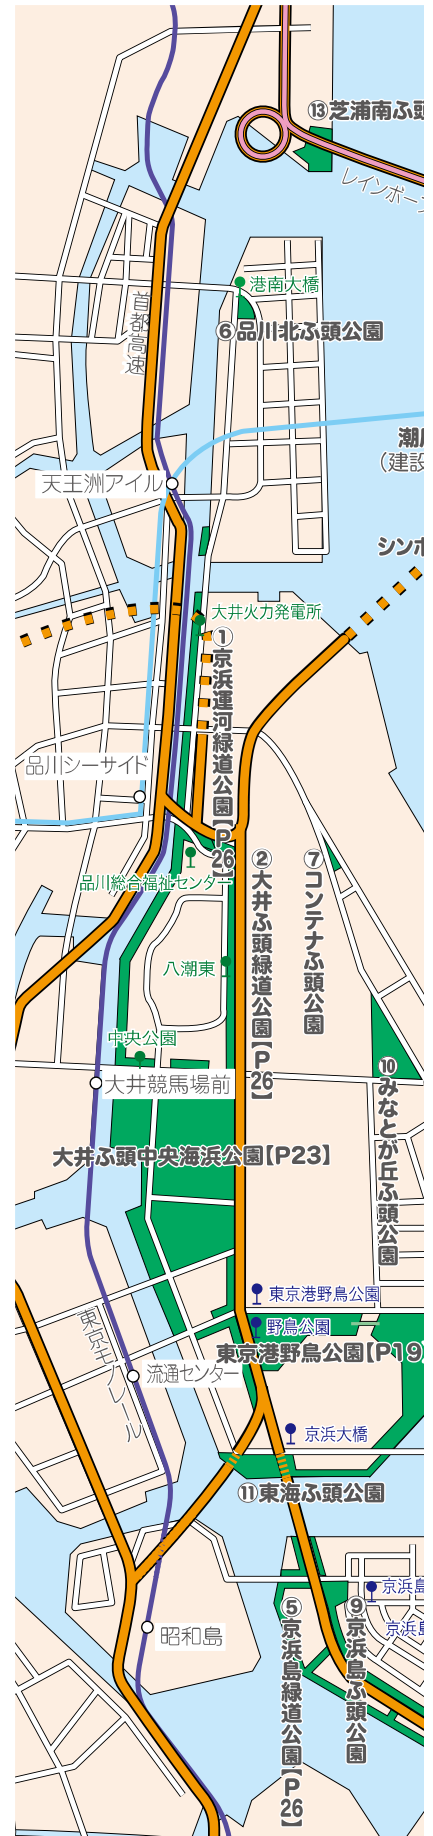 ⑬芝浦南ふ頭
レインボーブ
港南大橋
⑥品川北ふ頭公園
首都高速
潮風
(建設
天王洲アイル
シンボ
大井火力発電所
①京浜運河緑道公園【P26】
品川シーサイド
②大井ふ頭緑道公園【P26】
⑦コンテナふ頭公園
品川総合福祉センター
八潮東
中央公園
⑩みなとが丘ふ頭公園
大井競馬場前
大井ふ頭中央海浜公園【P23】
東京港野鳥公園
野鳥公園
東京モノレール
東京港野鳥公園【P19】
流通センター
京浜大橋
⑪東海ふ頭公園
京浜島
⑤京浜島緑道公園【P26】
⑨京浜島ふ頭公園
京浜島
昭和島